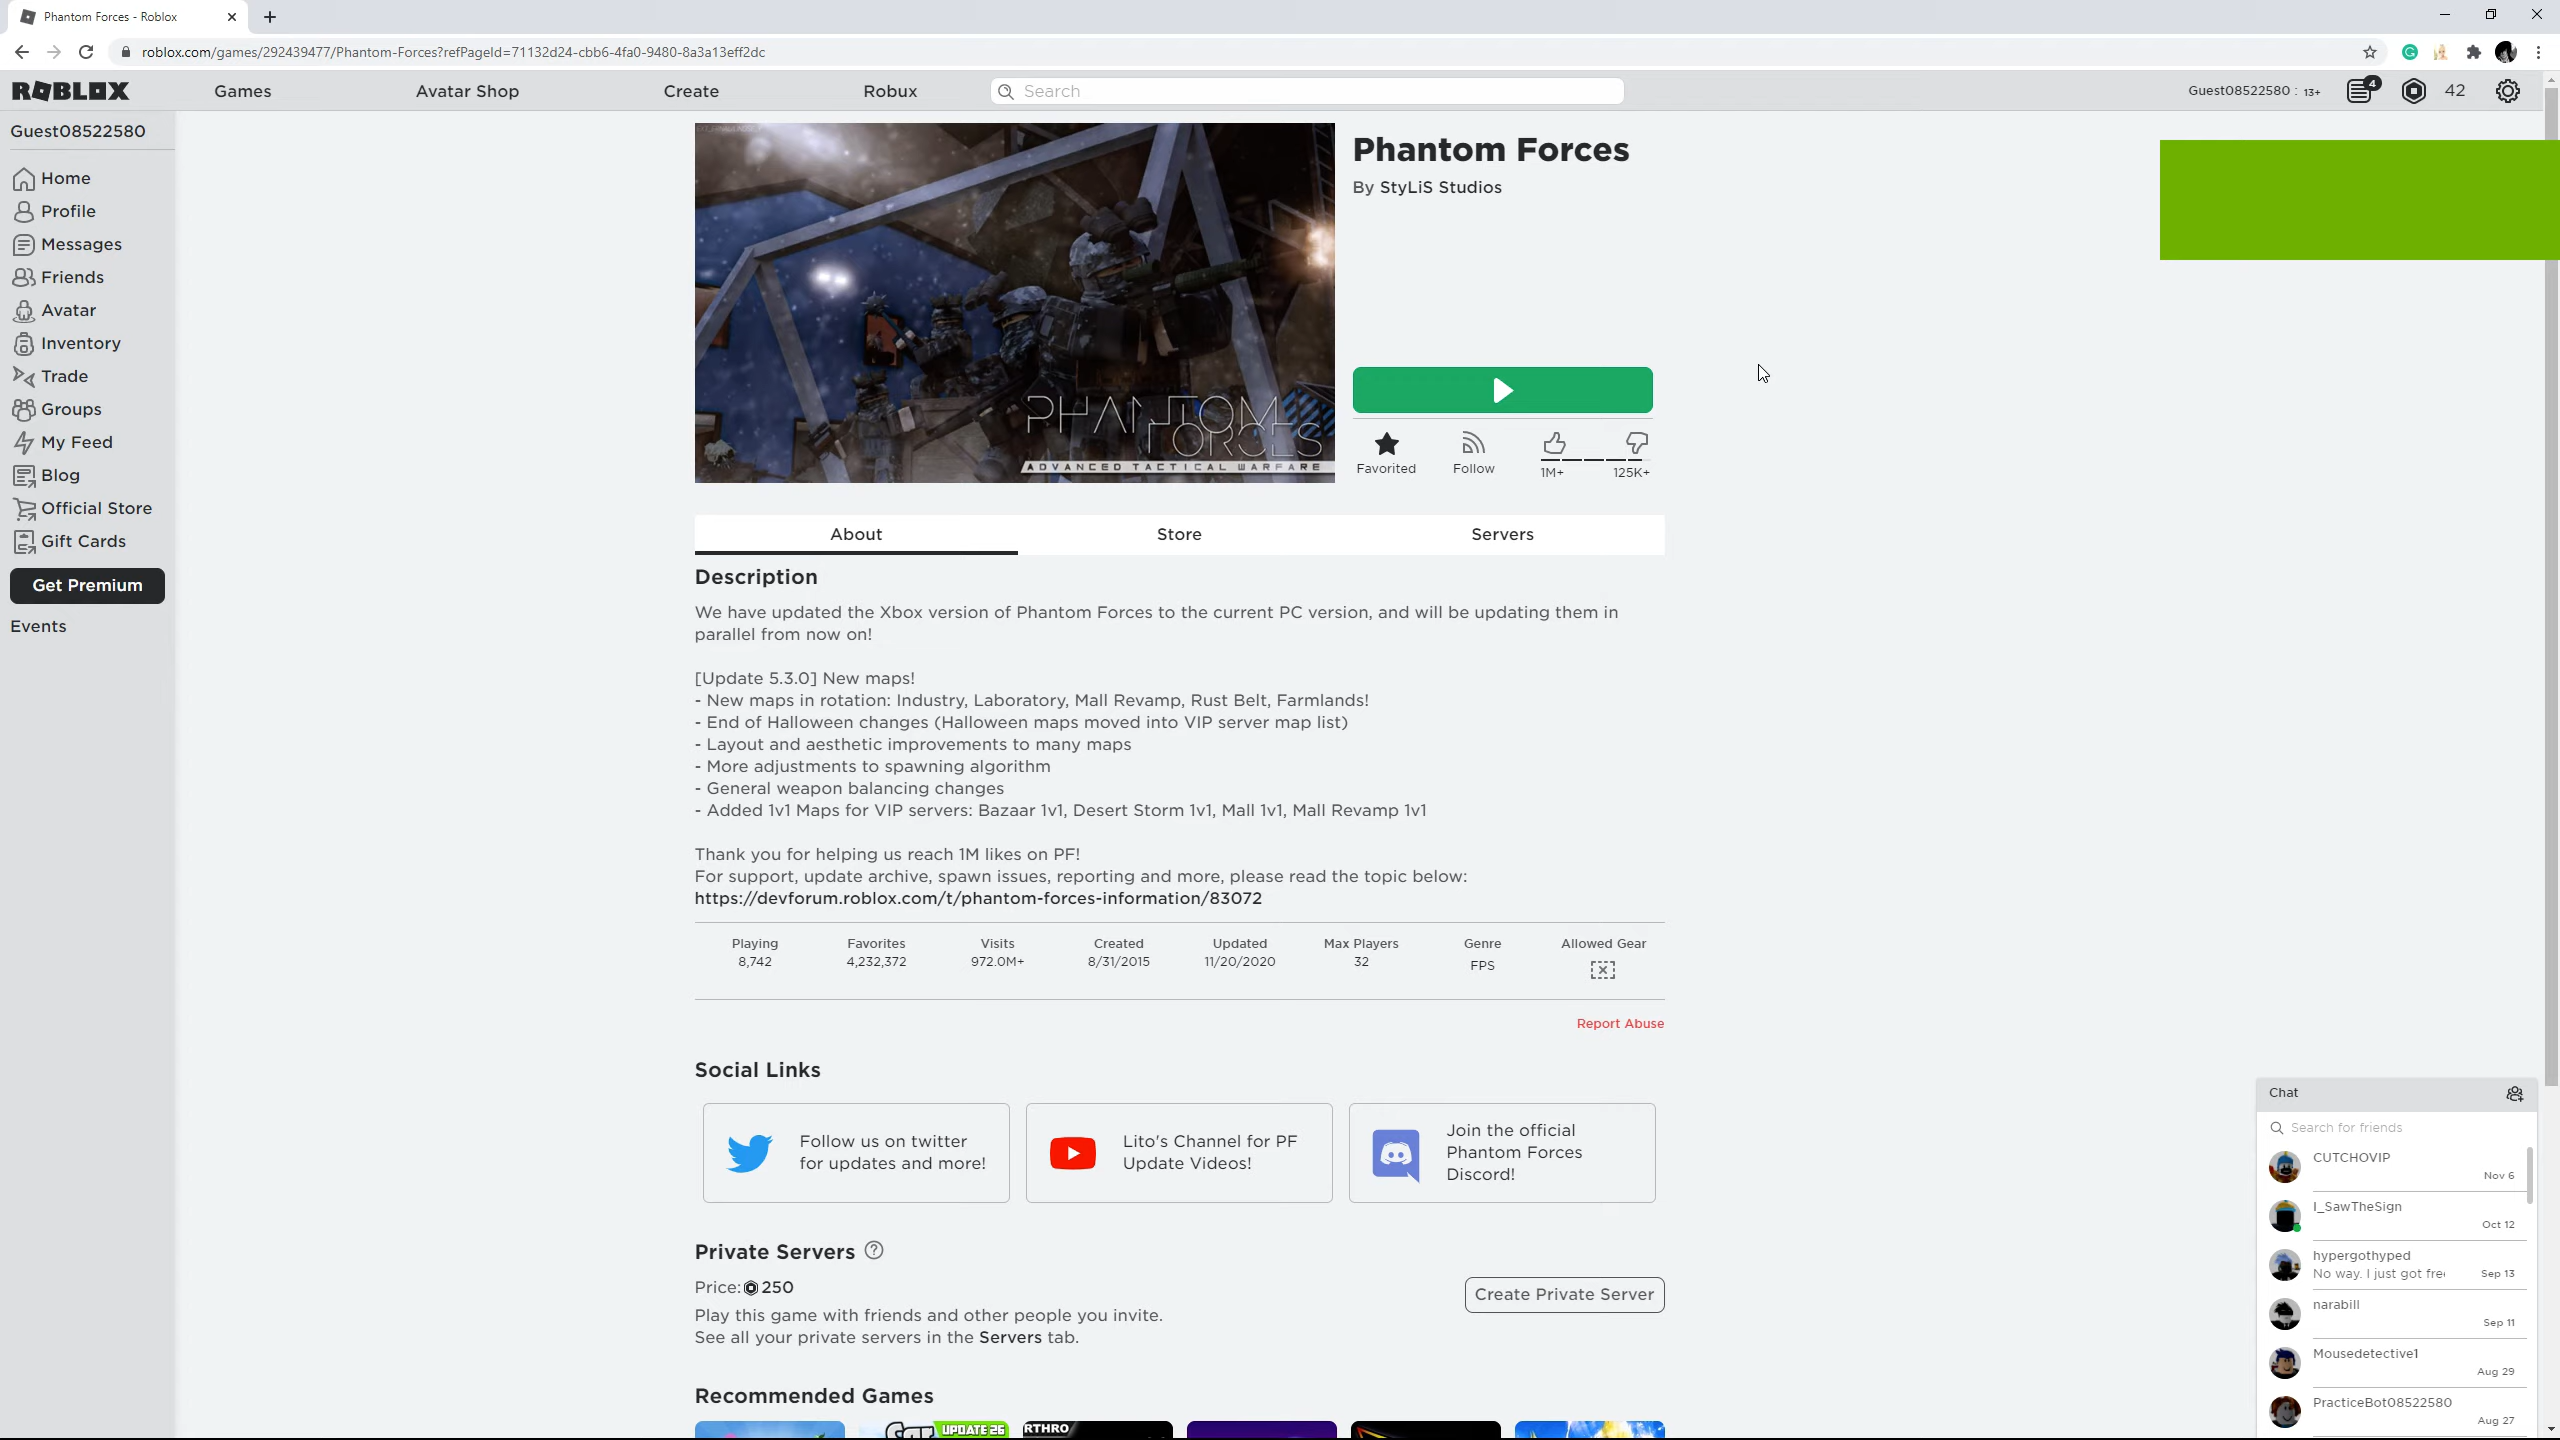 Phantom Forces - Roblox
roblox.com/games/292439477/Phantom-Forces?refPageId=71132d24-cbb6-4fa0-9480-8a3a13eff2dc
ROBLOX
Games
Avatar Shop
Create
Robux
Search
Guest08522580 : 13+
4
42
Guest08522580
Home
Profile
Messages
Friends
Avatar
Inventory
Trade
Groups
My Feed
Blog
Official Store
Gift Cards
Get Premium
Events
PHANTOM
FORCES
ADVANCED TACTICAL WARFARE
Phantom Forces
By StyLiS Studios
Favorited
Follow
1M+
125K+
About
Store
Servers
Description
We have updated the Xbox version of Phantom Forces to the current PC version, and will be updating them in
parallel from now on!
[Update 5.3.0] New maps!
- New maps in rotation: Industry, Laboratory, Mall Revamp, Rust Belt, Farmlands!
- End of Halloween changes (Halloween maps moved into VIP server map list)
- Layout and aesthetic improvements to many maps
- More adjustments to spawning algorithm
- General weapon balancing changes
- Added 1v1 Maps for VIP servers: Bazaar 1v1, Desert Storm 1v1, Mall 1v1, Mall Revamp 1v1
Thank you for helping us reach 1M likes on PF!
For support, update archive, spawn issues, reporting and more, please read the topic below:
https://devforum.roblox.com/t/phantom-forces-information/83072
Playing
8,742
Favorites
4,232,372
Visits
972.0M+
Created
8/31/2015
Updated
11/20/2020
Max Players
32
Genre
FPS
Allowed Gear
Report Abuse
Social Links
Follow us on twitter
for updates and more!
Lito's Channel for PF
Update Videos!
Join the official
Phantom Forces
Discord!
Private Servers
Price: 250
Play this game with friends and other people you invite.
See all your private servers in the Servers tab.
Create Private Server
Recommended Games
UPDATE 26
RTHRO
Chat
Search for friends
CUTCHOVIP
Nov 6
I_SawTheSign
Oct 12
hypergothyped
No way. I just got fre
Sep 13
narabill
Sep 11
Mousedetective1
Aug 29
PracticeBot08522580
Aug 27